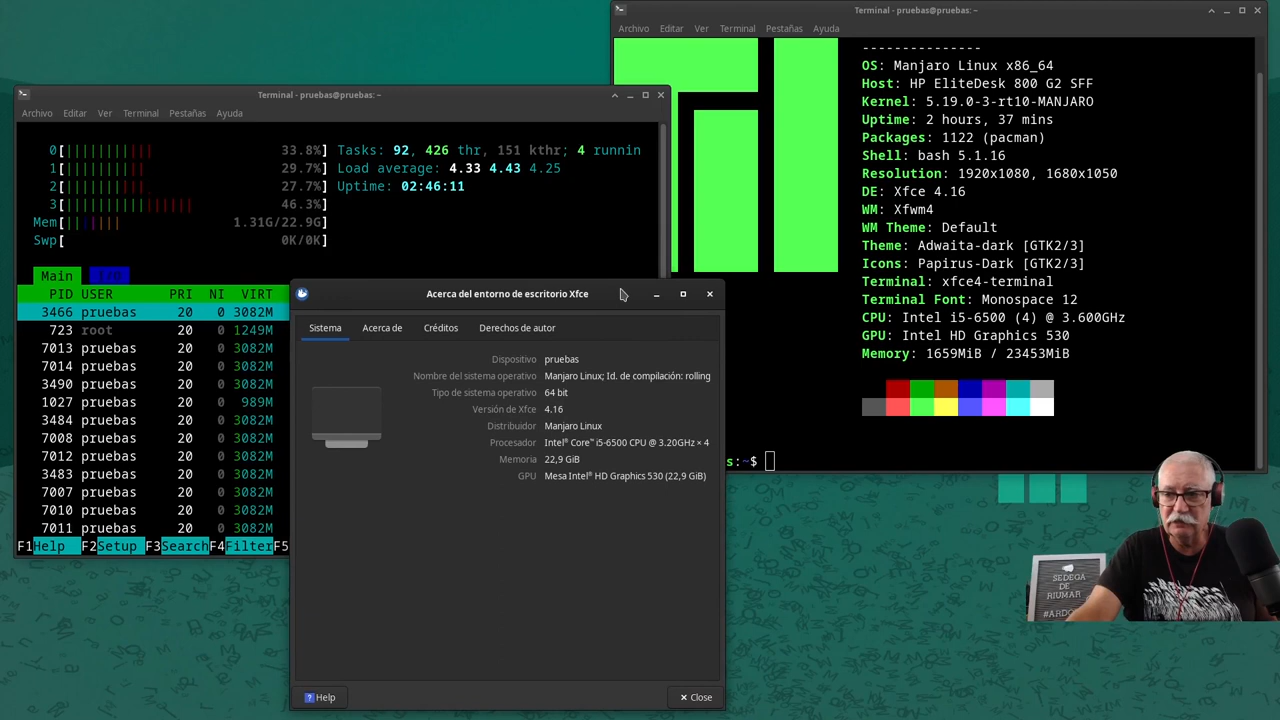 Terminal - pruebas@pruebas: ~
Archivo Editar Ver Terminal Pestañas Ayuda
---------------
OS: Manjaro Linux x86_64
Host: HP EliteDesk 800 G2 SFF
Kernel: 5.19.0-3-rt10-MANJARO
Uptime: 2 hours, 37 mins
Packages: 1122 (pacman)
Shell: bash 5.1.16
Resolution: 1920x1080, 1680x1050
DE: Xfce 4.16
WM: Xfwm4
WM Theme: Default
Theme: Adwaita-dark [GTK2/3]
Icons: Papirus-Dark [GTK2/3]
Terminal: xfce4-terminal
Terminal Font: Monospace 12
CPU: Intel i5-6500 (4) @ 3.600GHz
GPU: Intel HD Graphics 530
Memory: 1659MiB / 23453MiB
s:~$
Terminal - pruebas@pruebas: ~
Archivo Editar Ver Terminal Pestañas Ayuda
0[|||||||||||||| 33.8%] Tasks: 92, 426 thr, 151 kthr; 4 runnin
1[||||||||||||| 29.7%] Load average: 4.33 4.43 4.25
2[|||||||||||| 27.7%] Uptime: 02:46:11
3[|||||||||||||||||||| 46.3%]
Mem[||||||||| 1.31G/22.9G]
Swp[ 0K/0K]
Main I/O
PID USER PRI NI VIRT
3466 pruebas 20 0 3082M
723 root 20 0 1249M
7013 pruebas 20 0 3082M
7014 pruebas 20 0 3082M
3490 pruebas 20 0 3082M
1027 pruebas 20 0 989M
3484 pruebas 20 0 3082M
7008 pruebas 20 0 3082M
7012 pruebas 20 0 3082M
3483 pruebas 20 0 3082M
7007 pruebas 20 0 3082M
7010 pruebas 20 0 3082M
7011 pruebas 20 0 3082M
F1Help F2Setup F3Search F4Filter F5
Acerca del entorno de escritorio Xfce
Sistema Acerca de Créditos Derechos de autor
Dispositivo pruebas
Nombre del sistema operativo Manjaro Linux; Id. de compilación: rolling
Tipo de sistema operativo 64 bit
Versión de Xfce 4.16
Distribuidor Manjaro Linux
Procesador Intel® Core™ i5-6500 CPU @ 3.20GHz × 4
Memoria 22,9 GiB
GPU Mesa Intel® HD Graphics 530 (22,9 GiB)
Help Close
SEDEGA
DE
RIUMAR